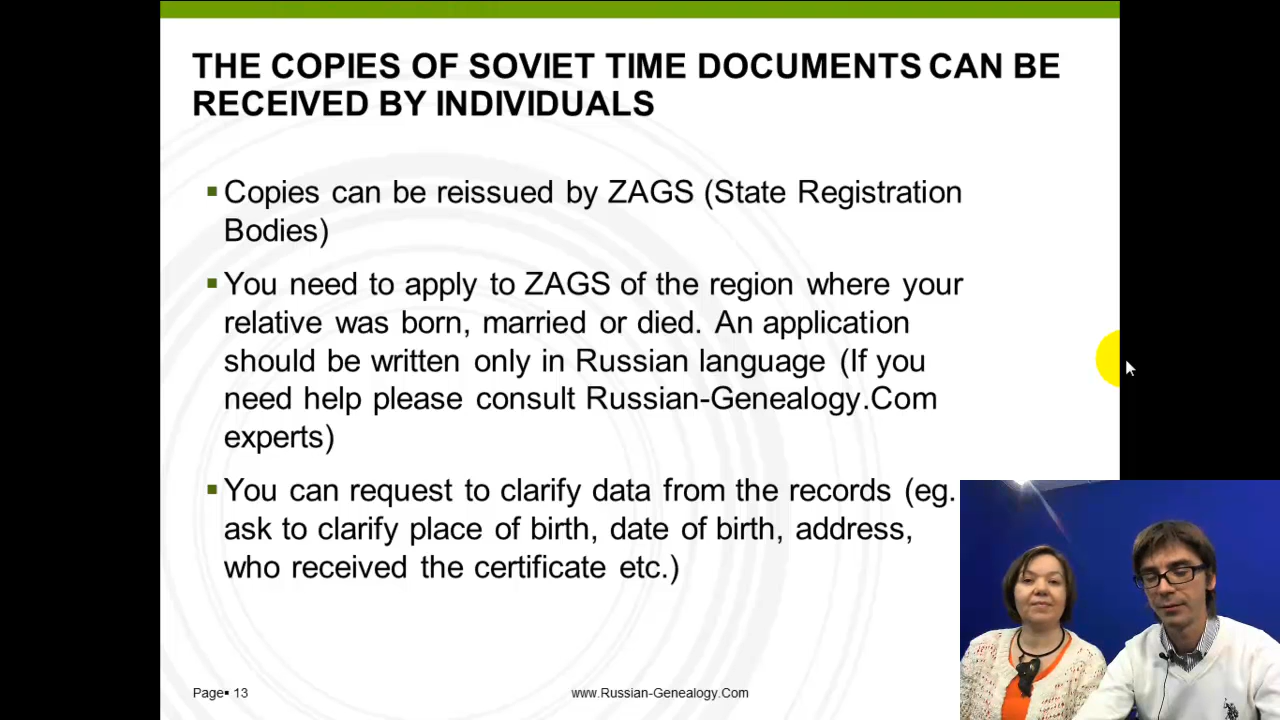 THE COPIES OF SOVIET TIME DOCUMENTS CAN BE
RECEIVED BY INDIVIDUALS
▪ Copies can be reissued by ZAGS (State Registration
Bodies)
▪ You need to apply to ZAGS of the region where your
relative was born, married or died. An application
should be written only in Russian language (If you
need help please consult Russian-Genealogy.Com
experts)
▪ You can request to clarify data from the records (eg.
ask to clarify place of birth, date of birth, address,
who received the certificate etc.)
Page▪ 13
www.Russian-Genealogy.Com